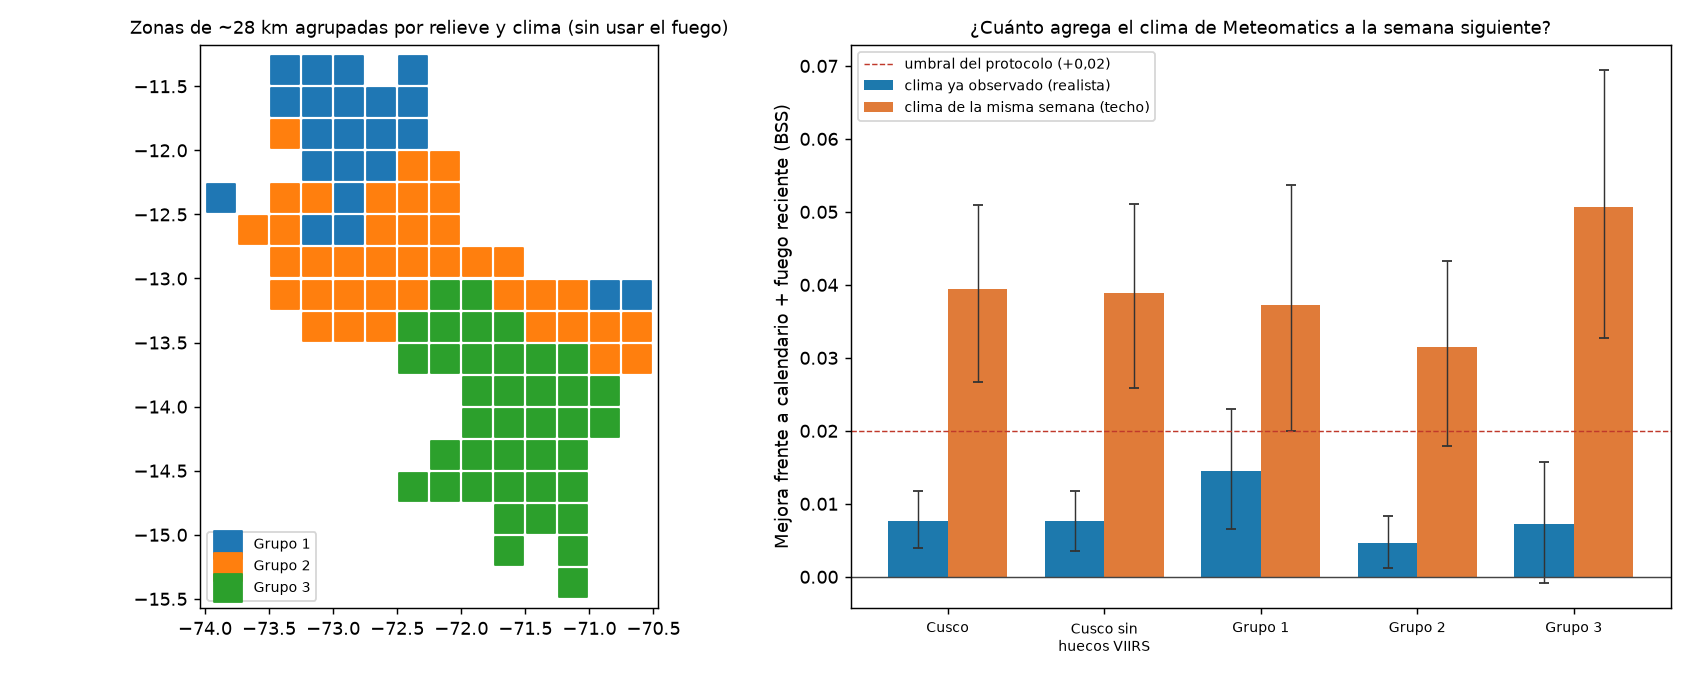 Zonas de ~28 km agrupadas por relieve y clima (sin usar el fuego)
−11.5
−12.0
−12.5
−13.0
−13.5
−14.0
−14.5
−15.0
−15.5
−74.0 −73.5 −73.0 −72.5 −72.0 −71.5 −71.0 −70.5
Grupo 1
Grupo 2
Grupo 3
¿Cuánto agrega el clima de Meteomatics a la semana siguiente?
Mejora frente a calendario + fuego reciente (BSS)
0.07
0.06
0.05
0.04
0.03
0.02
0.01
0.00
umbral del protocolo (+0,02)
clima ya observado (realista)
clima de la misma semana (techo)
Cusco
Cusco sin
huecos VIIRS
Grupo 1
Grupo 2
Grupo 3